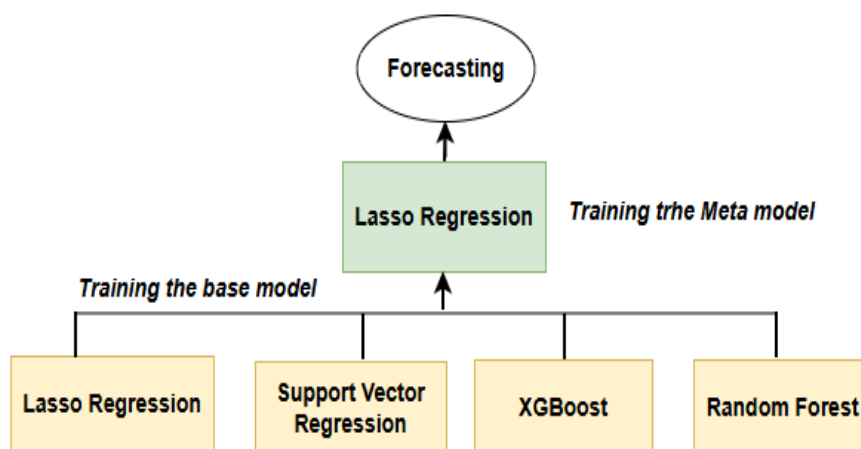 Forecasting
Lasso Regression
Training trhe Meta model
Training the base model
Lasso Regression
Support Vector
Regression
XGBoost
Random Forest